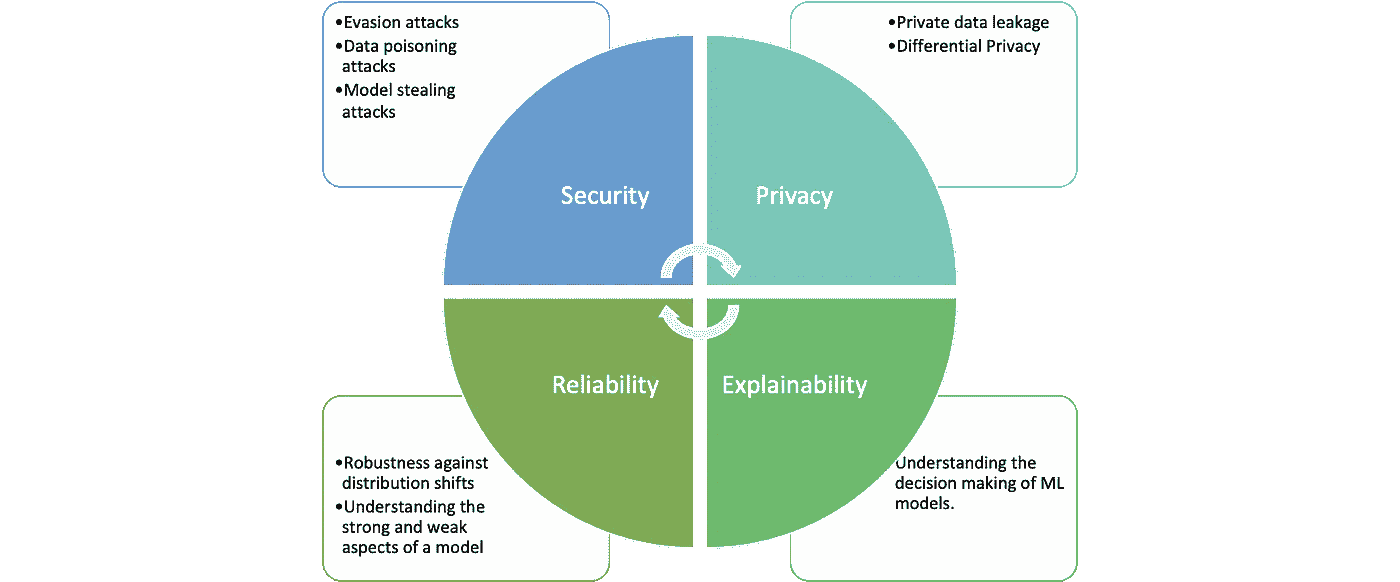 •Evasion attacks
•Data poisoning
attacks
•Model stealing
attacks
•Private data leakage
•Differential Privacy
Security
Privacy
Reliability
Explainability
•Robustness against
distribution shifts
•Understanding the
strong and weak
aspects of a model
Understanding the
decision making of ML
models.